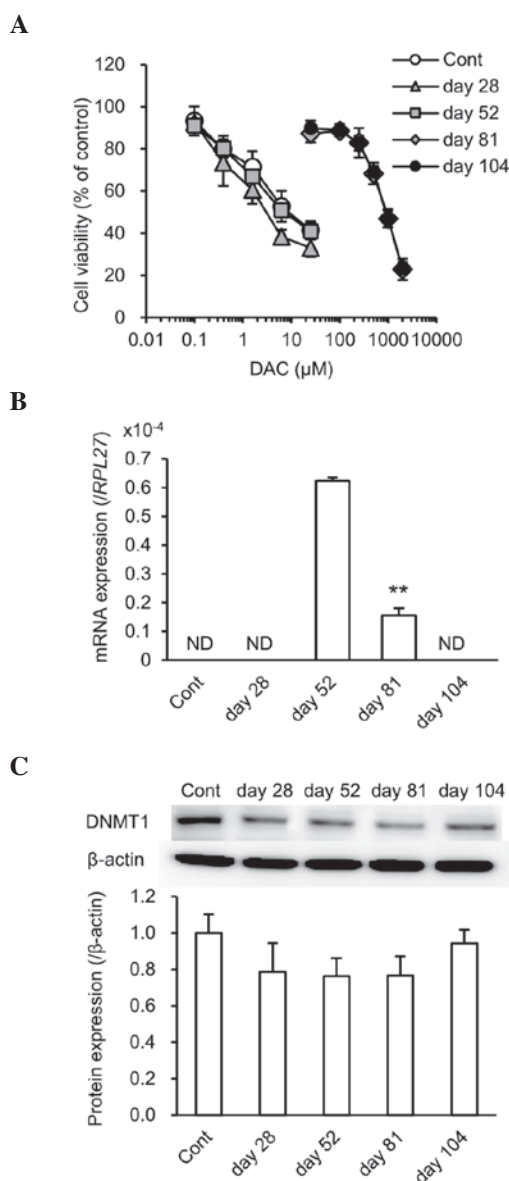 A
Cell viability (% of control)
120
100
80
60
40
20
0
0.01 0.1 1 10 100 1000 10000
DAC (µM)
Cont
day 28
day 52
day 81
day 104
B
x10-4
mRNA expression (/RPL27)
0.7
0.6
0.5
0.4
0.3
0.2
0.1
0
ND ND ** ND
Cont day 28 day 52 day 81 day 104
C
Cont day 28 day 52 day 81 day 104
DNMT1
β-actin
Protein expression (/β-actin)
1.2
1.0
0.8
0.6
0.4
0.2
0.0
Cont day 28 day 52 day 81 day 104